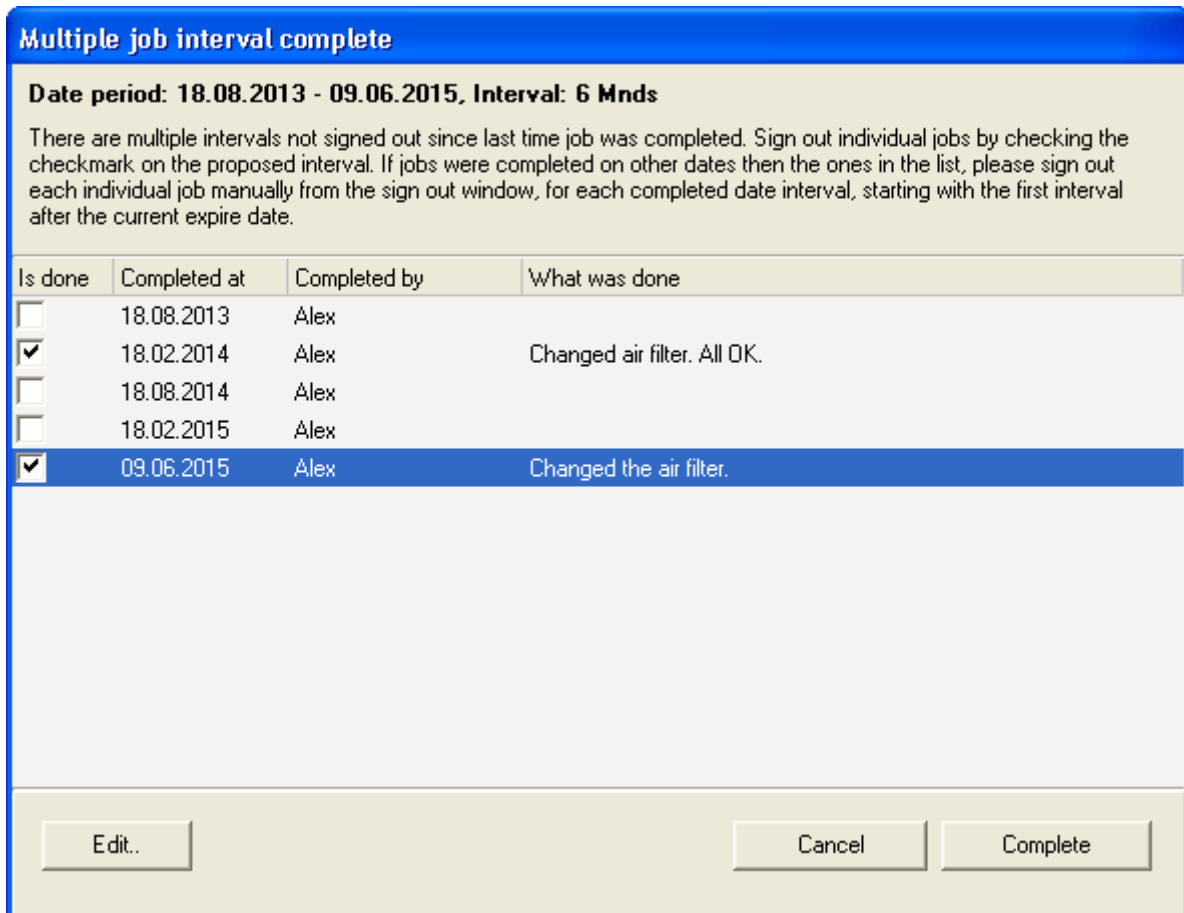 Multiple job interval complete
Date period: 18.08.2013 - 09.06.2015, Interval: 6 Mnds
There are multiple intervals not signed out since last time job was completed. Sign out individual jobs by checking the
checkmark on the proposed interval. If jobs were completed on other dates then the ones in the list, please sign out
each individual job manually from the sign out window, for each completed date interval, starting with the first interval
after the current expire date.
Is done Completed at Completed by What was done
18.08.2013 Alex
18.02.2014 Alex Changed air filter. All OK.
18.08.2014 Alex
18.02.2015 Alex
09.06.2015 Alex Changed the air filter.
Edit.. Cancel Complete